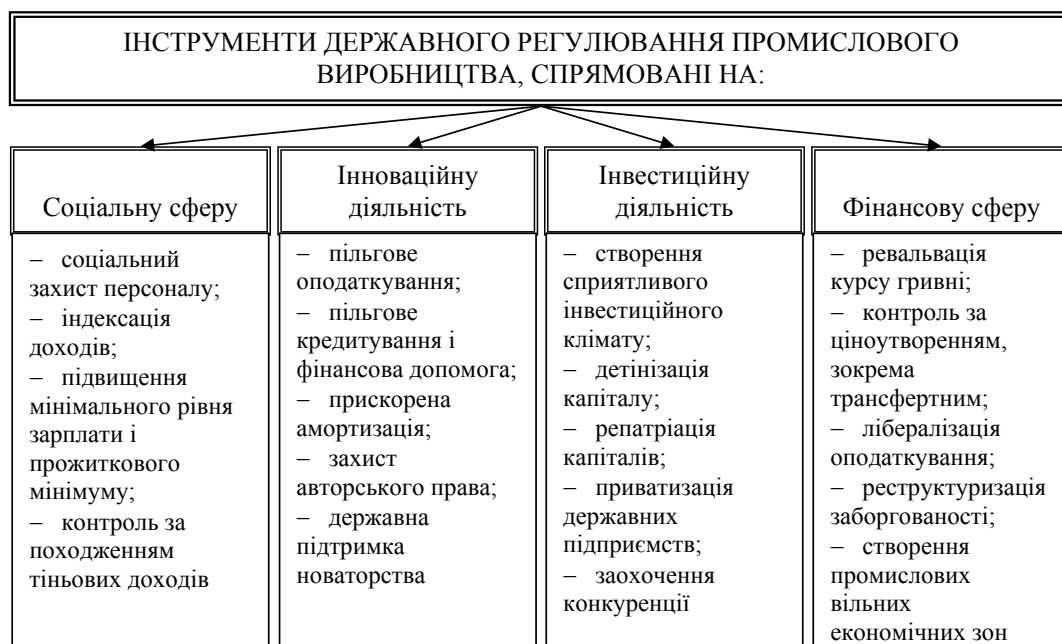 ІНСТРУМЕНТИ ДЕРЖАВНОГО РЕГУЛЮВАННЯ ПРОМИСЛОВОГО
ВИРОБНИЦТВА, СПРЯМОВАНІ НА:
Соціальну сферу
– соціальний
захист персоналу;
– індексація
доходів;
– підвищення
мінімального рівня
зарплати і
прожиткового
мінімуму;
– контроль за
походженням
тіньових доходів
Інноваційну
діяльність
– пільгове
оподаткування;
– пільгове
кредитування і
фінансова допомога;
– прискорена
амортизація;
– захист
авторського права;
– державна
підтримка
новаторства
Інвестиційну
діяльність
– створення
сприятливого
інвестиційного
клімату;
– детінізація
капіталу;
– репатріація
капіталів;
– приватизація
державних
підприємств;
– заохочення
конкуренції
Фінансову сферу
– ревальвація
курсу гривні;
– контроль за
ціноутворенням,
зокрема
трансфертним;
– лібералізація
оподаткування;
– реструктуризація
заборгованості;
– створення
промислових
вільних
економічних зон